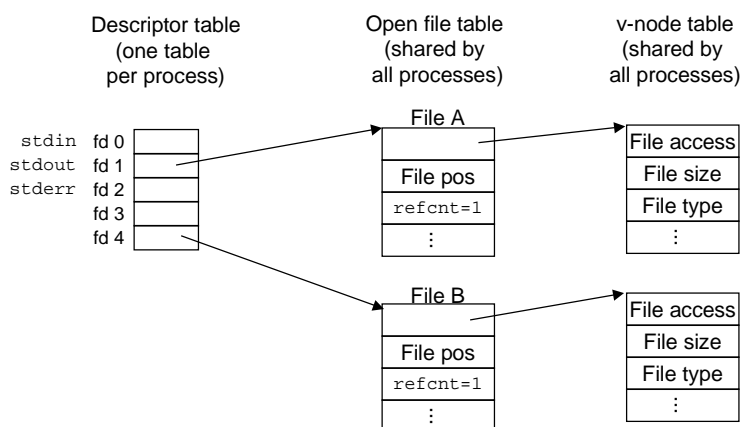 Descriptor table
(one table
per process)
Open file table
(shared by
all processes)
v-node table
(shared by
all processes)
stdin fd 0
stdout fd 1
stderr fd 2
fd 3
fd 4
File A
File pos
refcnt=1
⋮
File access
File size
File type
⋮
File B
File pos
refcnt=1
⋮
File access
File size
File type
⋮